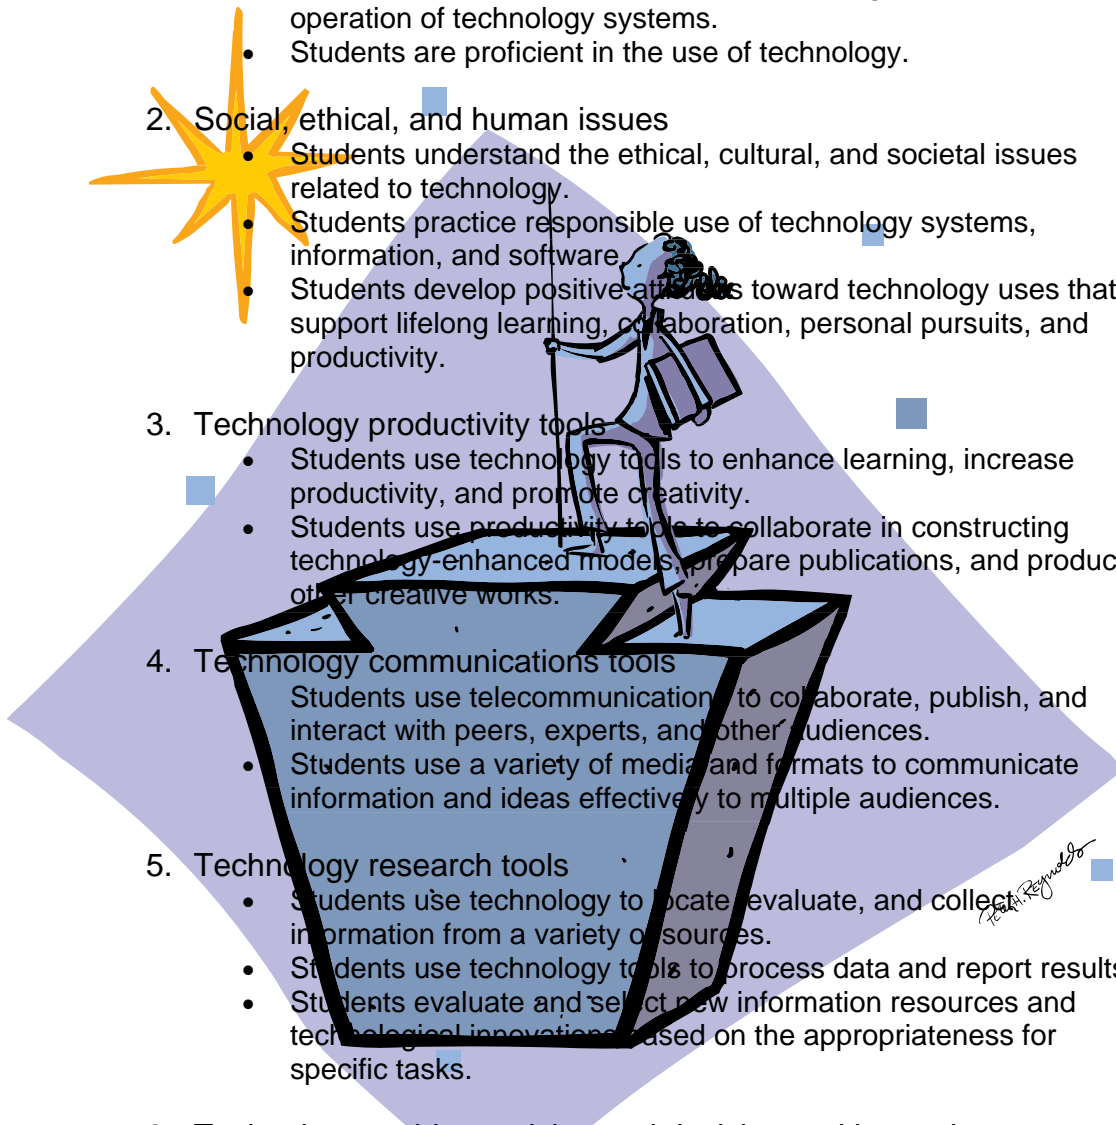 operation of technology systems.
• Students are proficient in the use of technology.
2. Social, ethical, and human issues
• Students understand the ethical, cultural, and societal issues
related to technology.
• Students practice responsible use of technology systems,
information, and software.
• Students develop positive attitudes toward technology uses that
support lifelong learning, collaboration, personal pursuits, and
productivity.
3. Technology productivity tools
• Students use technology tools to enhance learning, increase
productivity, and promote creativity.
• Students use productivity tools to collaborate in constructing
technology-enhanced models, prepare publications, and produc
other creative works.
4. Technology communications tools
Students use telecommunications to collaborate, publish, and
interact with peers, experts, and other audiences.
• Students use a variety of media and formats to communicate
information and ideas effectively to multiple audiences.
5. Technology research tools
• Students use technology to locate, evaluate, and collect
information from a variety of sources.
Peter H. Reynolds
• Students use technology tools to process data and report results
• Students evaluate and select new information resources and
technological innovations based on the appropriateness for
specific tasks.